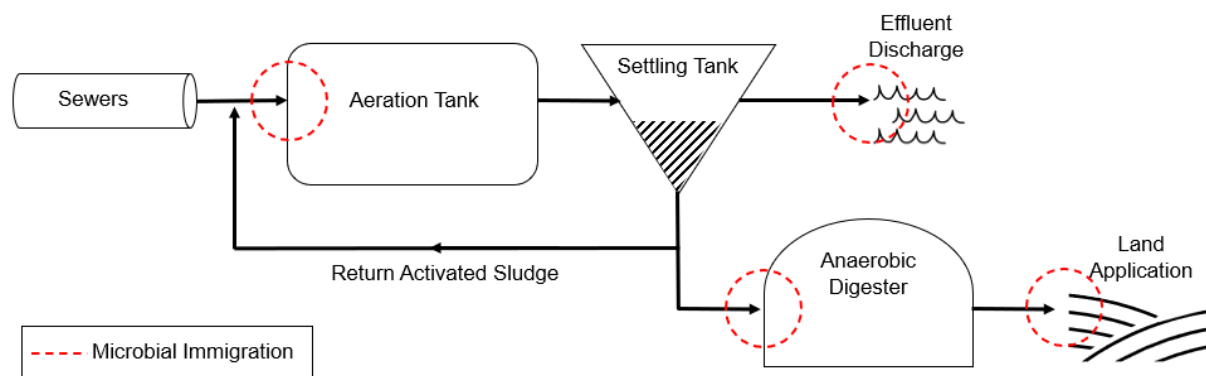 Effluent
Discharge
Sewers
Aeration Tank
Settling Tank
Return Activated Sludge
Anaerobic
Digester
Land
Application
Microbial Immigration